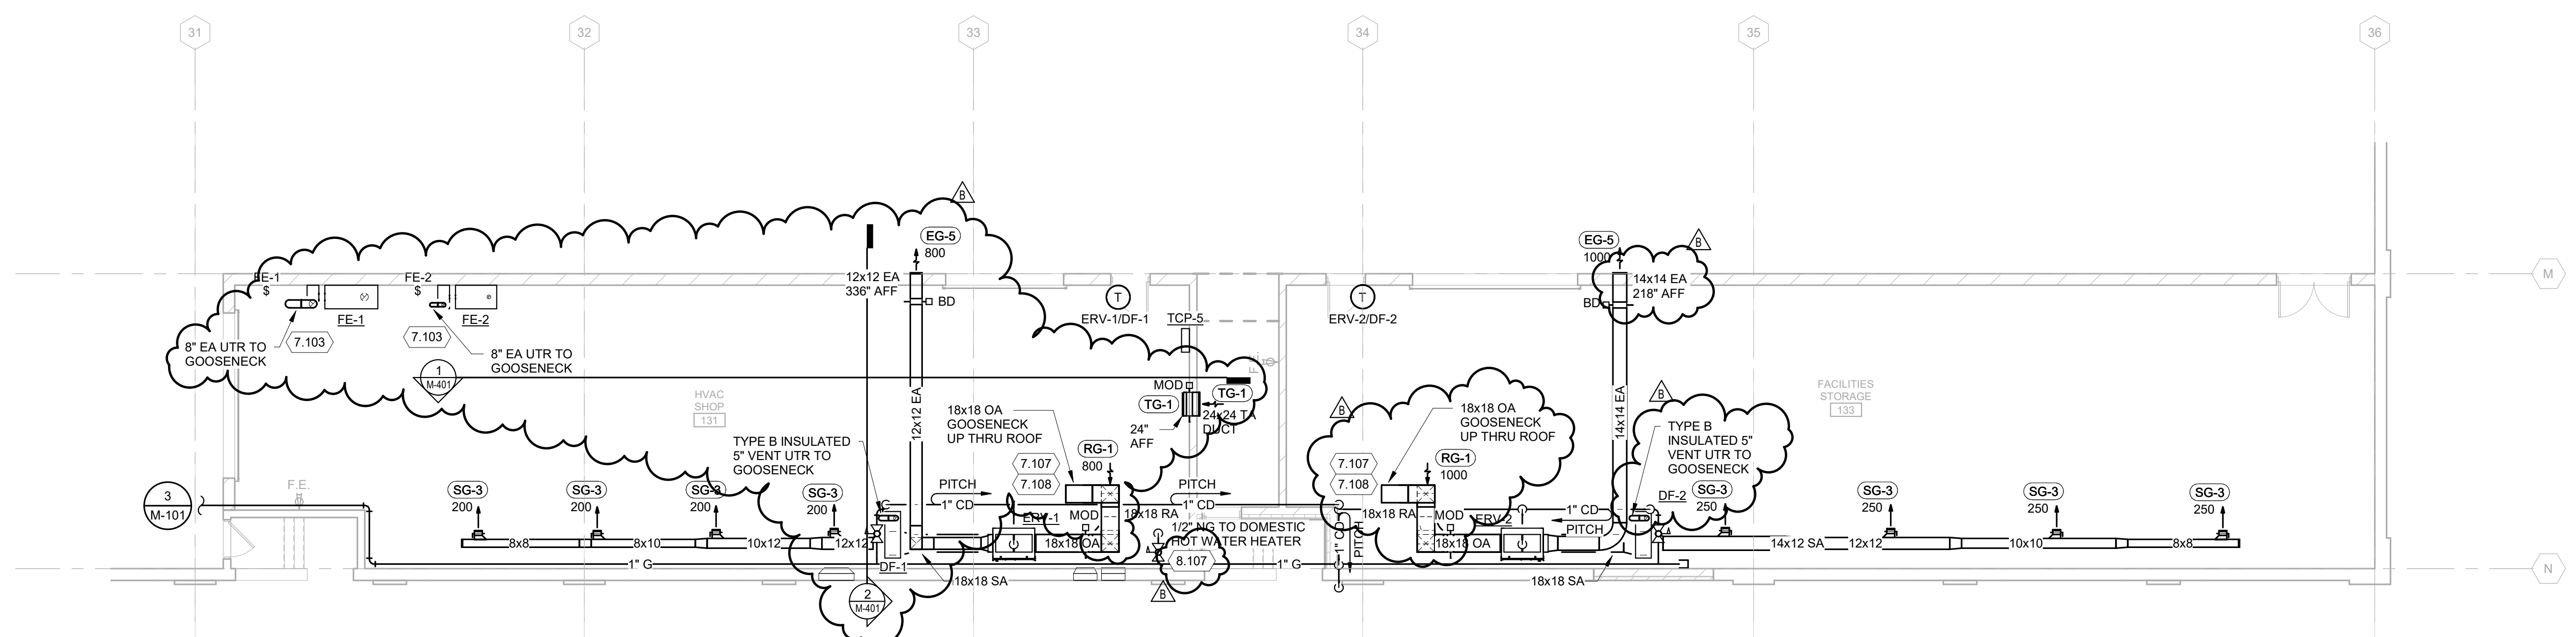 31
32
33
34
35
36
B
B
EG-5
800
EG-5
1000
12x12 EA
336" AFF
14x14 EA
218" AFF
M
FE-1
$
FE-2
$
BD
BD
T
ERV-1/DF-1
T
ERV-2/DF-2
TCP-5
FE-1
FE-2
7.103
7.103
8" EA UTR TO
GOOSENECK
8" EA UTR TO
GOOSENECK
1
M-401
F.E.
MOD
TG-1
TG-1
24x24 TA
DUCT
24"
AFF
HVAC
SHOP
131
12x12 EA
14x14 EA
FACILITIES
STORAGE
133
18x18 OA
GOOSENECK
UP THRU ROOF
B
18x18 OA
GOOSENECK
UP THRU ROOF
B
TYPE B INSULATED
5" VENT UTR TO
GOOSENECK
TYPE B
INSULATED 5"
VENT UTR TO
GOOSENECK
RG-1
800
7.107
7.108
7.107
7.108
RG-1
1000
3
M-101
F.E.
SG-3
200
SG-3
200
SG-3
200
SG-3
200
PITCH
1" CD
PITCH
1" CD
18x18 RA
ERV-1
MOD
18x18 OA
1/2" NG TO DOMESTIC
HOT WATER HEATER
8.107
B
1" CD
PITCH
18x18 RA
MOD
ERV-2
18x18 OA
1" CD
PITCH
DF-2
SG-3
250
SG-3
250
SG-3
250
SG-3
250
8x8
8x10
10x12
12x12
DF-1
18x18 SA
1" G
1" G
18x18 SA
14x12 SA
12x12
10x10
8x8
N
2
M-401